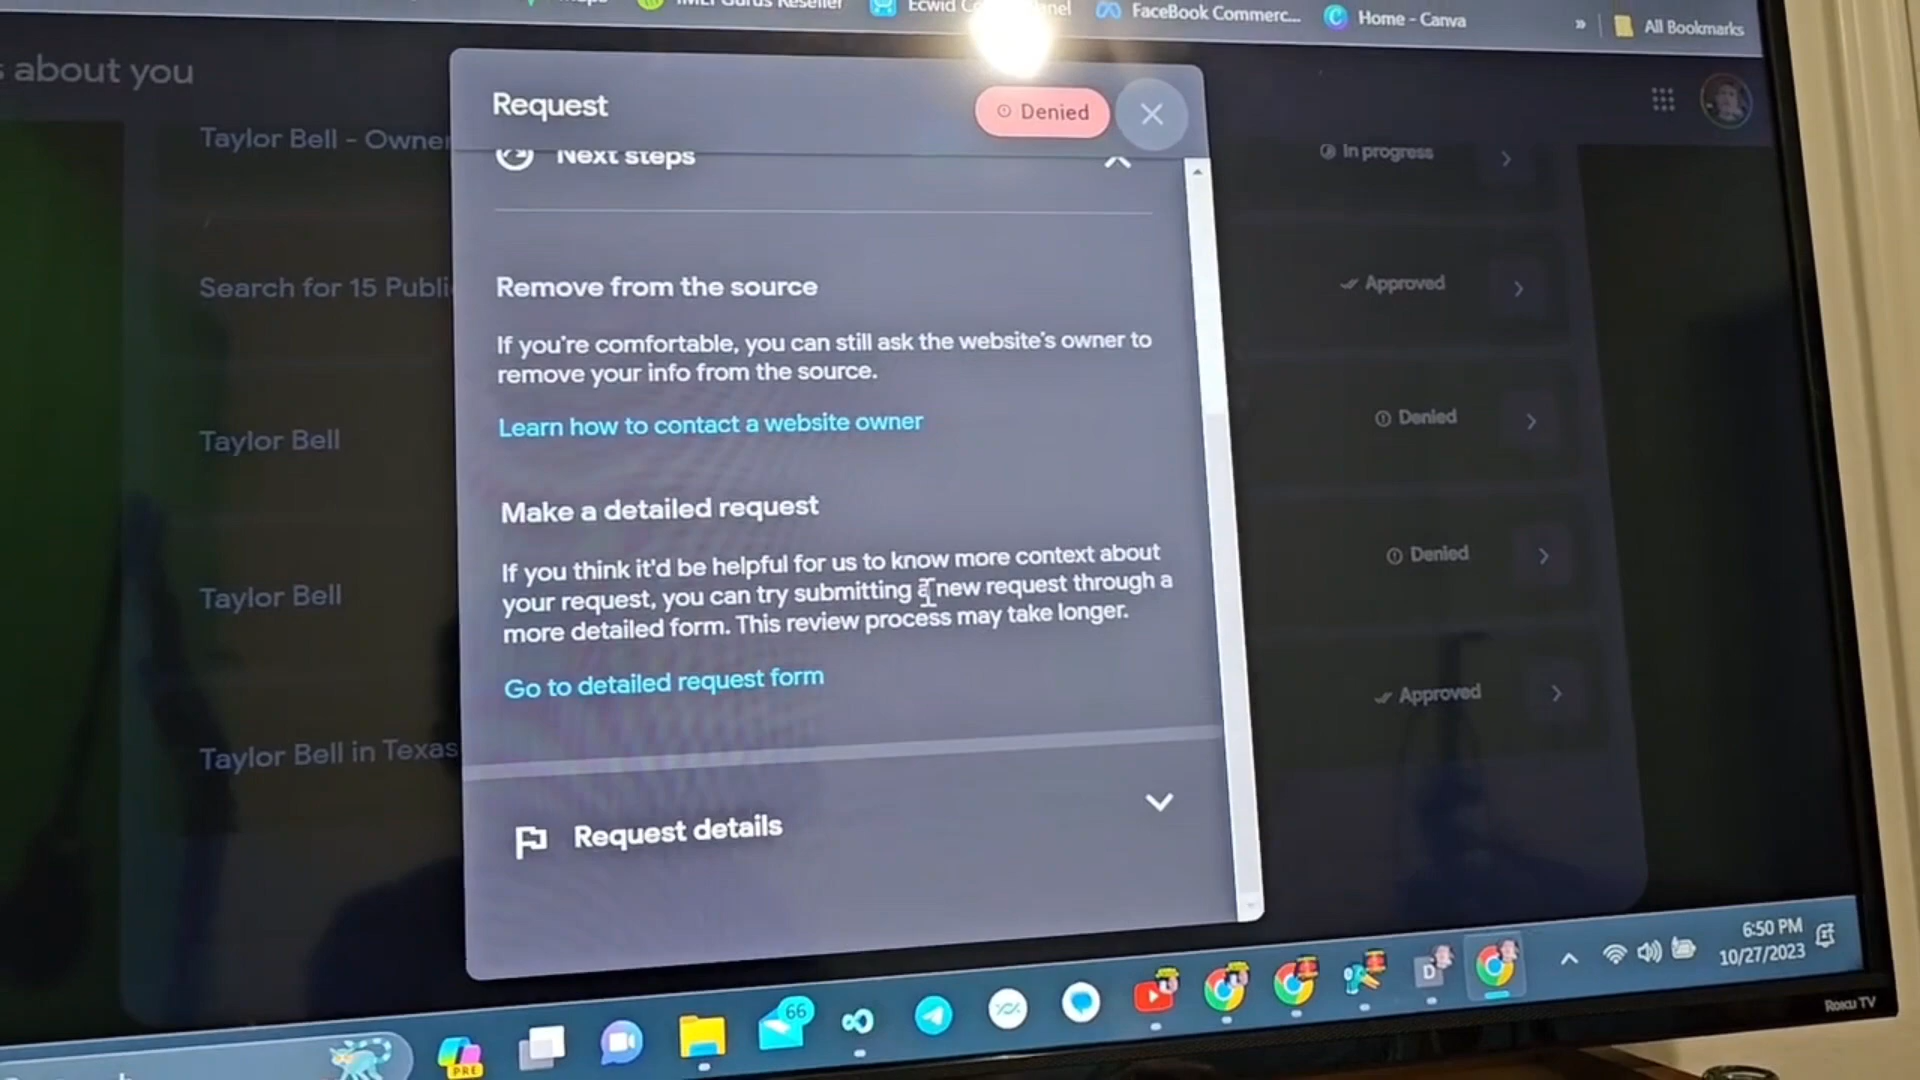 Ecwid Co
anel
FaceBook Commerc...
Home - Canva
»
All Bookmarks
about you
Request
Denied
Next steps
Remove from the source
If you're comfortable, you can still ask the website's owner to
remove your info from the source.
Learn how to contact a website owner
Make a detailed request
If you think it'd be helpful for us to know more context about
your request, you can try submitting a new request through a
more detailed form. This review process may take longer.
Go to detailed request form
Request details
Taylor Bell - Owner
In progress
Search for 15 Publi
Approved
Taylor Bell
Denied
Taylor Bell
Denied
Taylor Bell in Texas
Approved
PRE
66
D
6:50 PM
10/27/2023
Roku TV